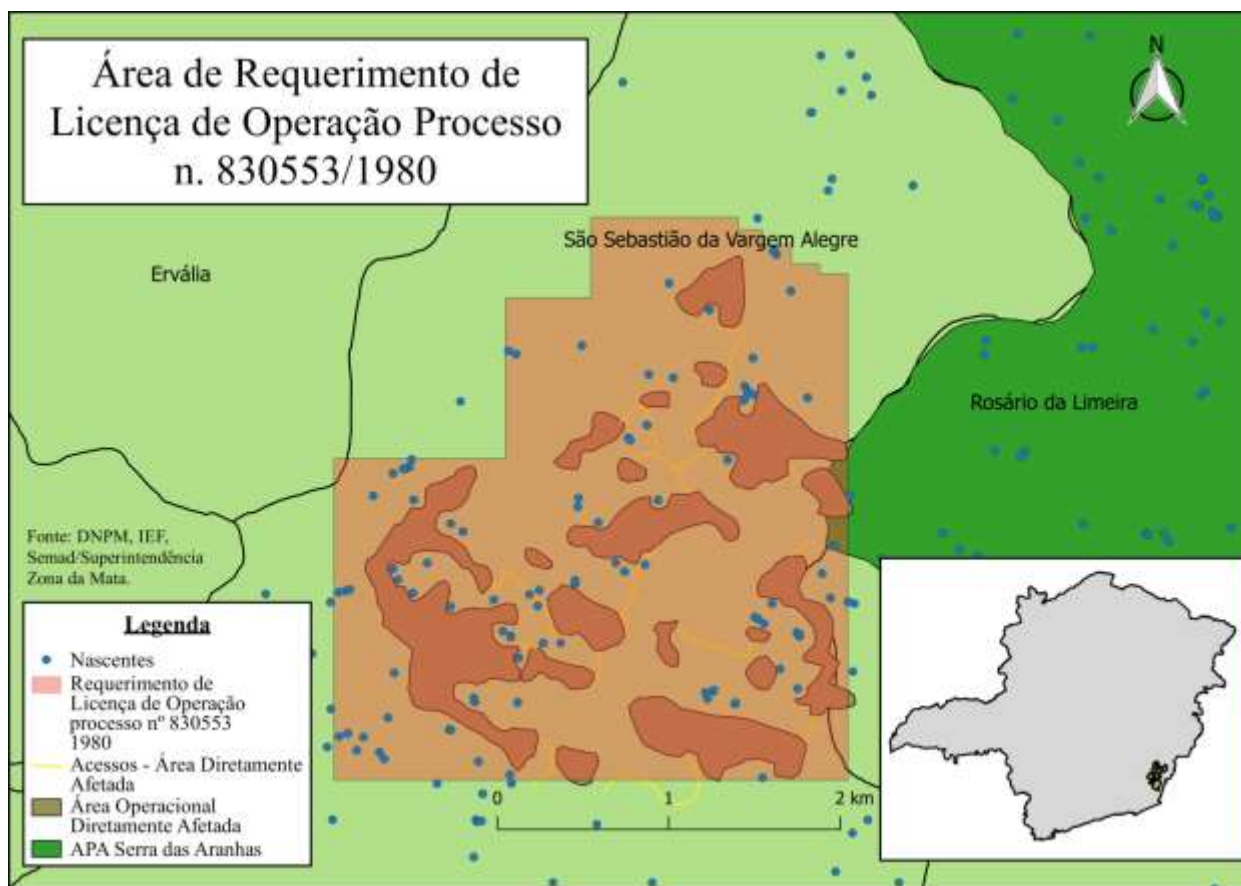 Área de Requerimento de
Licença de Operação Processo
n. 830553/1980
N
São Sebastião da Vargem Alegre
Ervália
Rosário da Limeira
Fonte: DNPM, IEF,
Semad/Superintendência
Zona da Mata.
Legenda
Nascentes
Requerimento de
Licença de Operação
processo nº 830553
1980
Acessos - Área Diretamente
Afetada
Área Operacional
Diretamente Afetada
APA Serra das Aranhas
0 1 2 km